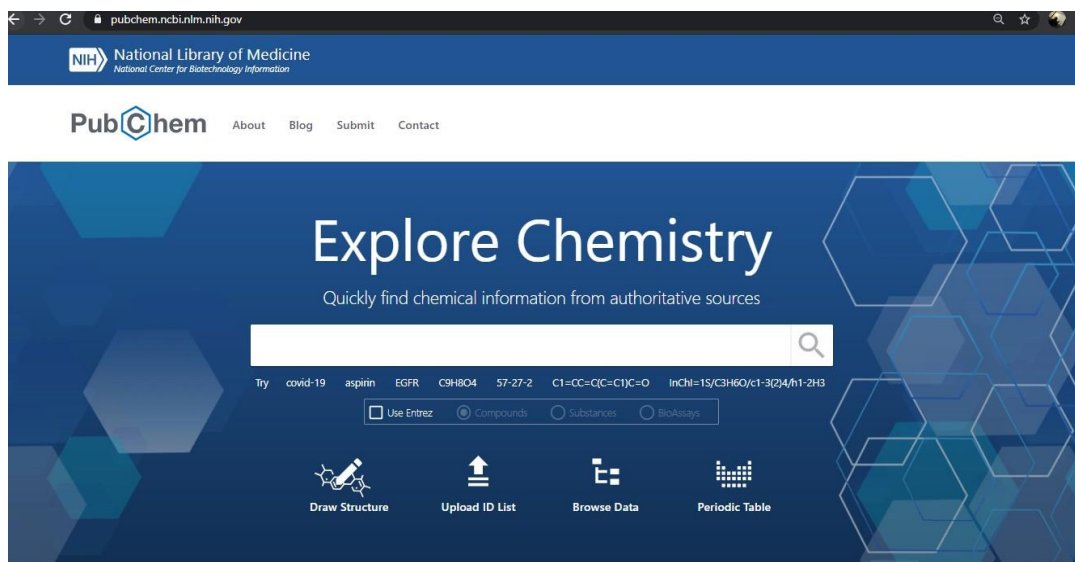 pubchem.ncbi.nlm.nih.gov
NIH National Library of Medicine
National Center for Biotechnology Information
PubChem About Blog Submit Contact
Explore Chemistry
Quickly find chemical information from authoritative sources
Try covid-19 aspirin EGFR C9H8O4 57-27-2 C1=CC=C(C=C1)C=O InChI=1S/C3H6O/c1-3(2)4/h1-2H3
Use Entrez Compounds Substances BioAssays
Draw Structure Upload ID List Browse Data Periodic Table